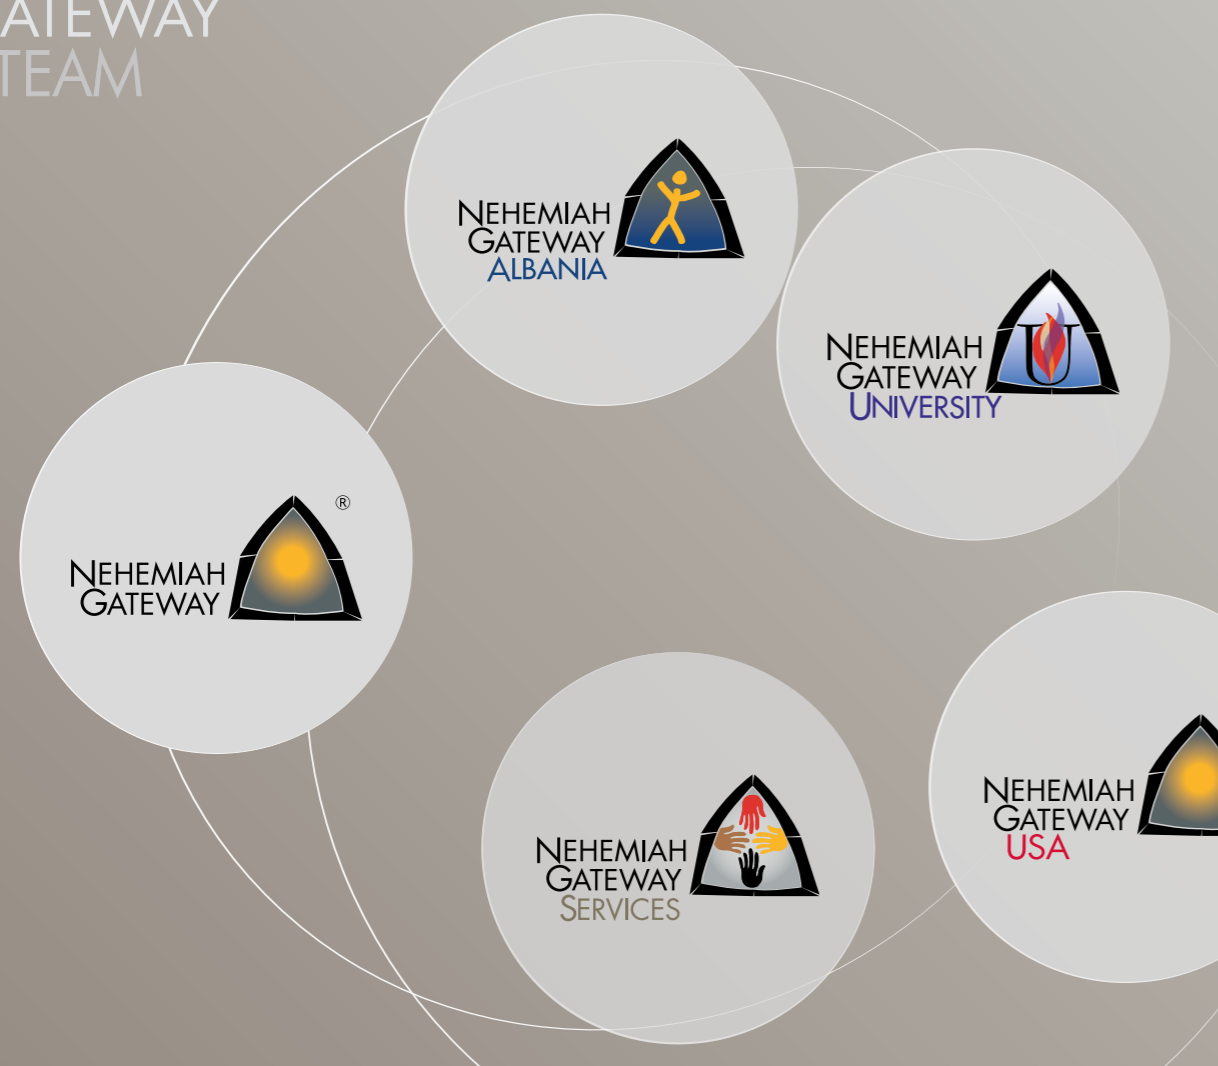 ATEWAY
TEAM
NEHEMIAH
GATEWAY
ALBANIA
NEHEMIAH
GATEWAY
UNIVERSITY
U
®
NEHEMIAH
GATEWAY
NEHEMIAH
GATEWAY
USA
NEHEMIAH
GATEWAY
SERVICES